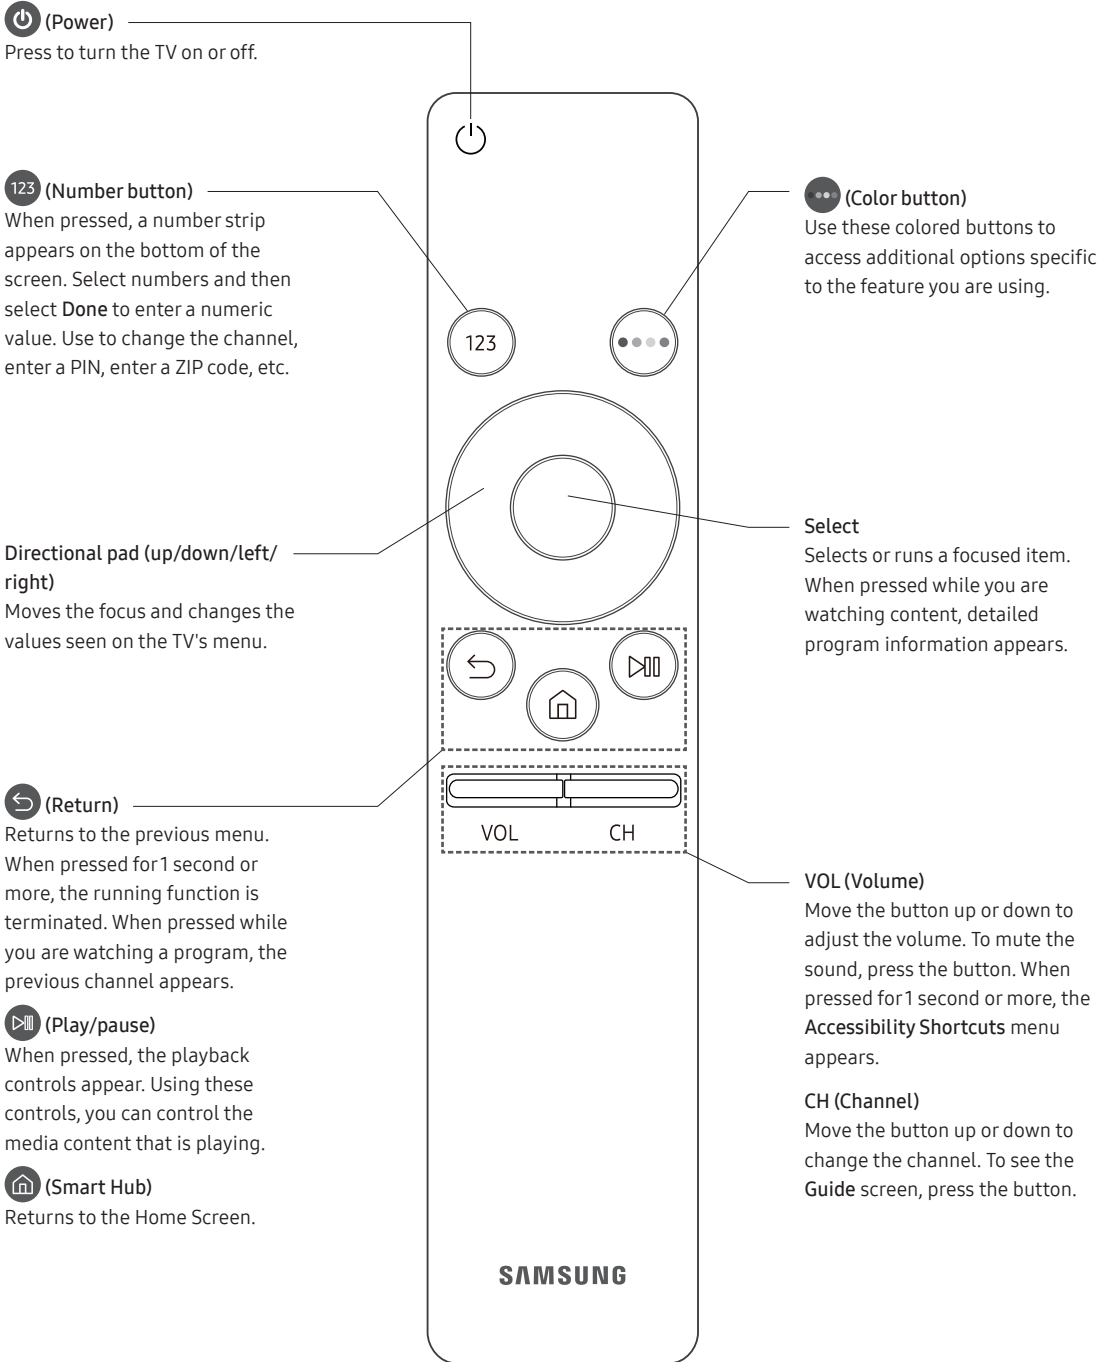 (Power)
Press to turn the TV on or off.
123 (Number button)
When pressed, a number strip
appears on the bottom of the
screen. Select numbers and then
select Done to enter a numeric
value. Use to change the channel,
enter a PIN, enter a ZIP code, etc.
Directional pad (up/down/left/
right)
Moves the focus and changes the
values seen on the TV's menu.
(Return)
Returns to the previous menu.
When pressed for 1 second or
more, the running function is
terminated. When pressed while
you are watching a program, the
previous channel appears.
(Play/pause)
When pressed, the playback
controls appear. Using these
controls, you can control the
media content that is playing.
(Smart Hub)
Returns to the Home Screen.
123
VOL CH
SAMSUNG
(Color button)
Use these colored buttons to
access additional options specific
to the feature you are using.
Select
Selects or runs a focused item.
When pressed while you are
watching content, detailed
program information appears.
VOL (Volume)
Move the button up or down to
adjust the volume. To mute the
sound, press the button. When
pressed for 1 second or more, the
Accessibility Shortcuts menu
appears.
CH (Channel)
Move the button up or down to
change the channel. To see the
Guide screen, press the button.